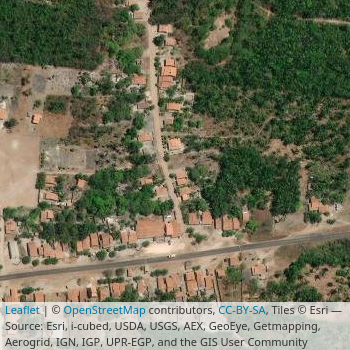 Leaflet | © OpenStreetMap contributors, CC-BY-SA, Tiles © Esri —
Source: Esri, i-cubed, USDA, USGS, AEX, GeoEye, Getmapping,
Aerogrid, IGN, IGP, UPR-EGP, and the GIS User Community